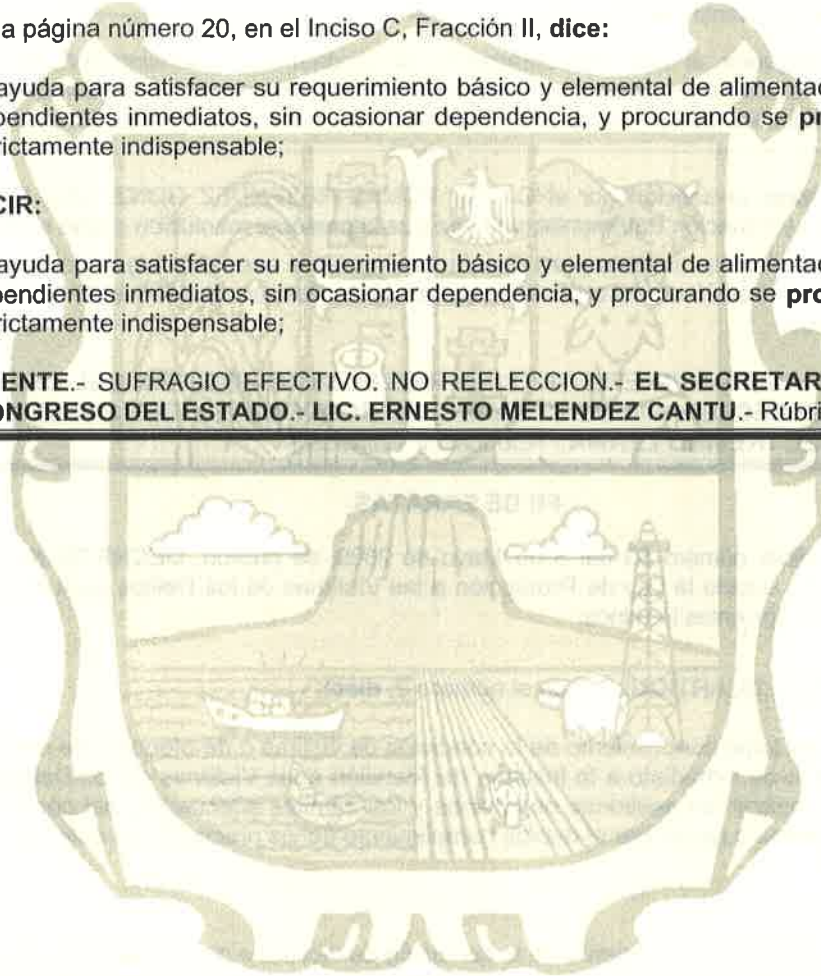 a página número 20, en el Inciso C, Fracción II, dice:
ayuda para satisfacer su requerimiento básico y elemental de alimentac
pendientes inmediatos, sin ocasionar dependencia, y procurando se pr
rictamente indispensable;
CIR:
ayuda para satisfacer su requerimiento básico y elemental de alimentac
pendientes inmediatos, sin ocasionar dependencia, y procurando se pro
rictamente indispensable;
ENTE.- SUFRAGIO EFECTIVO. NO REELECCION.- EL SECRETAR
ONGRESO DEL ESTADO.- LIC. ERNESTO MELENDEZ CANTU.- Rúbri